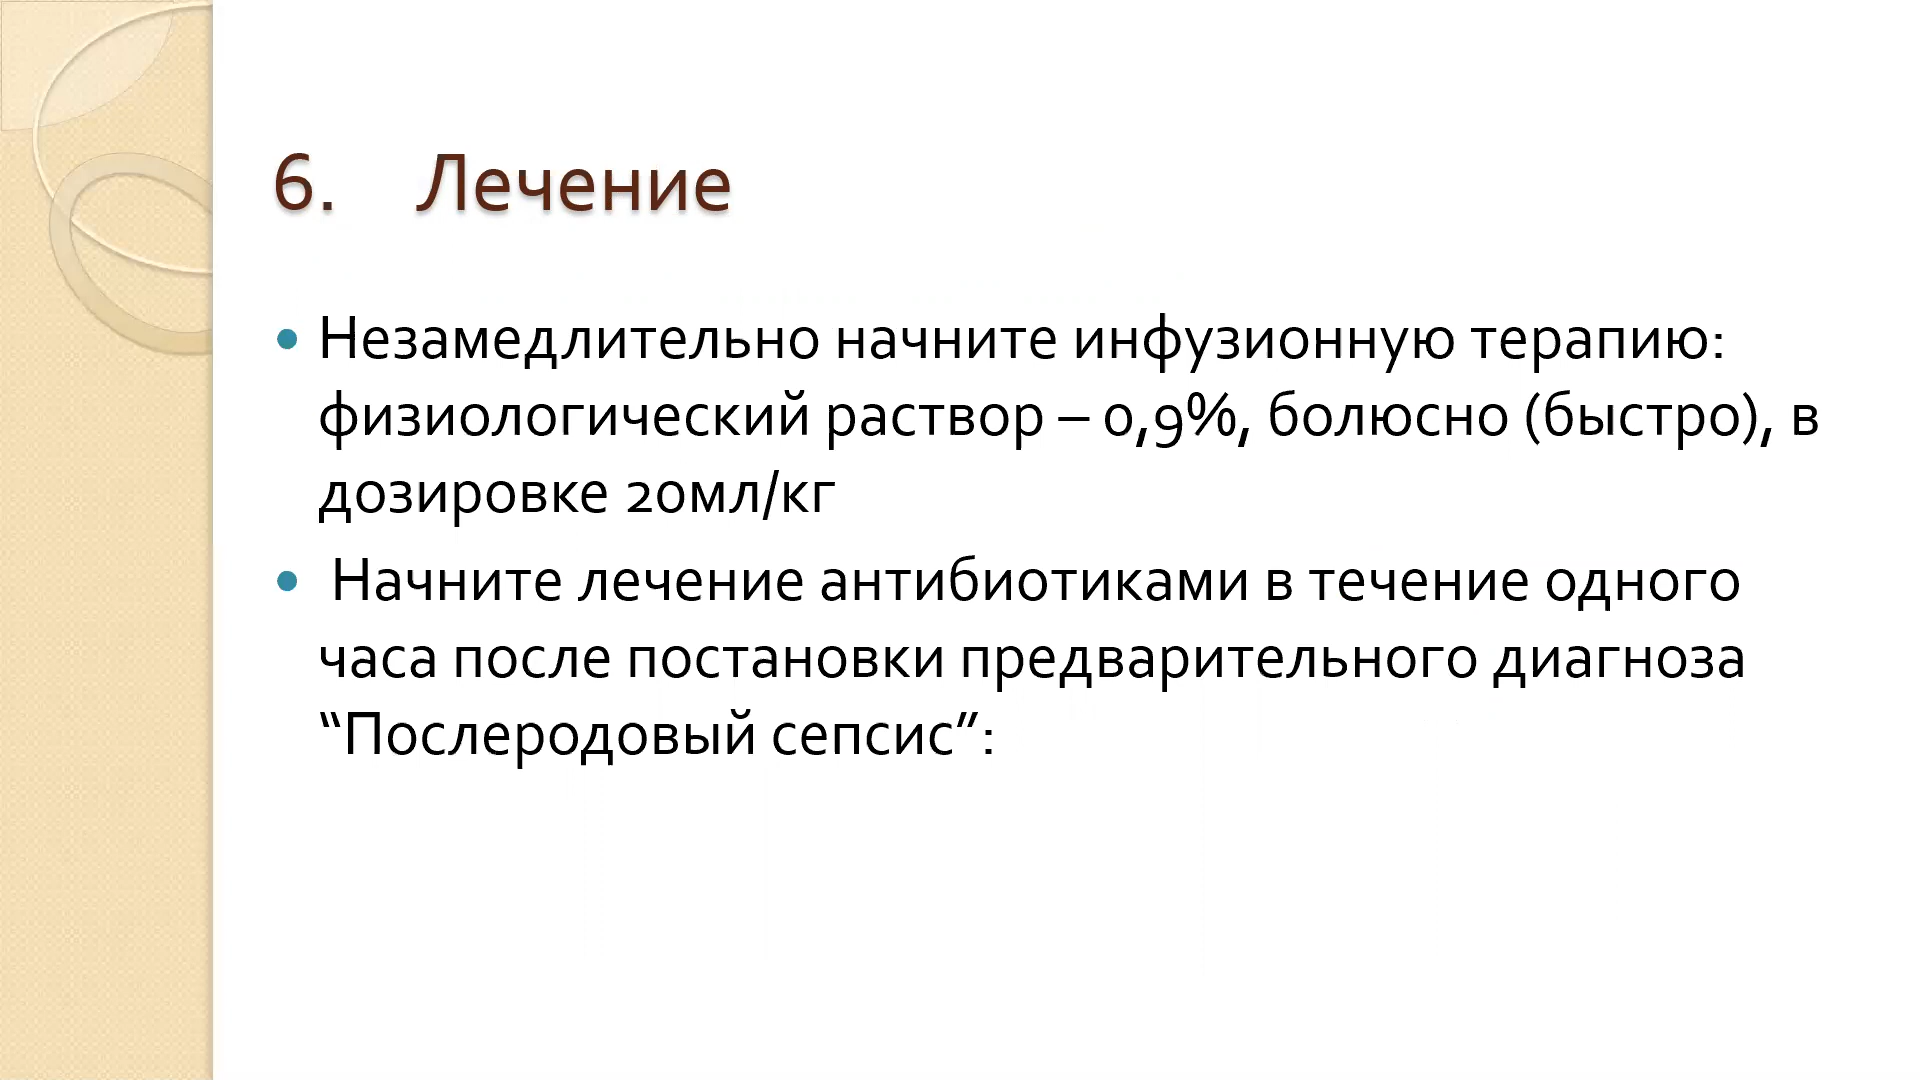 6. Лечение
• Незамедлительно начните инфузионную терапию:
физиологический раствор – 0,9%, болюсно (быстро), в
дозировке 20мл/кг
• Начните лечение антибиотиками в течение одного
часа после постановки предварительного диагноза
“Послеродовый сепсис”: